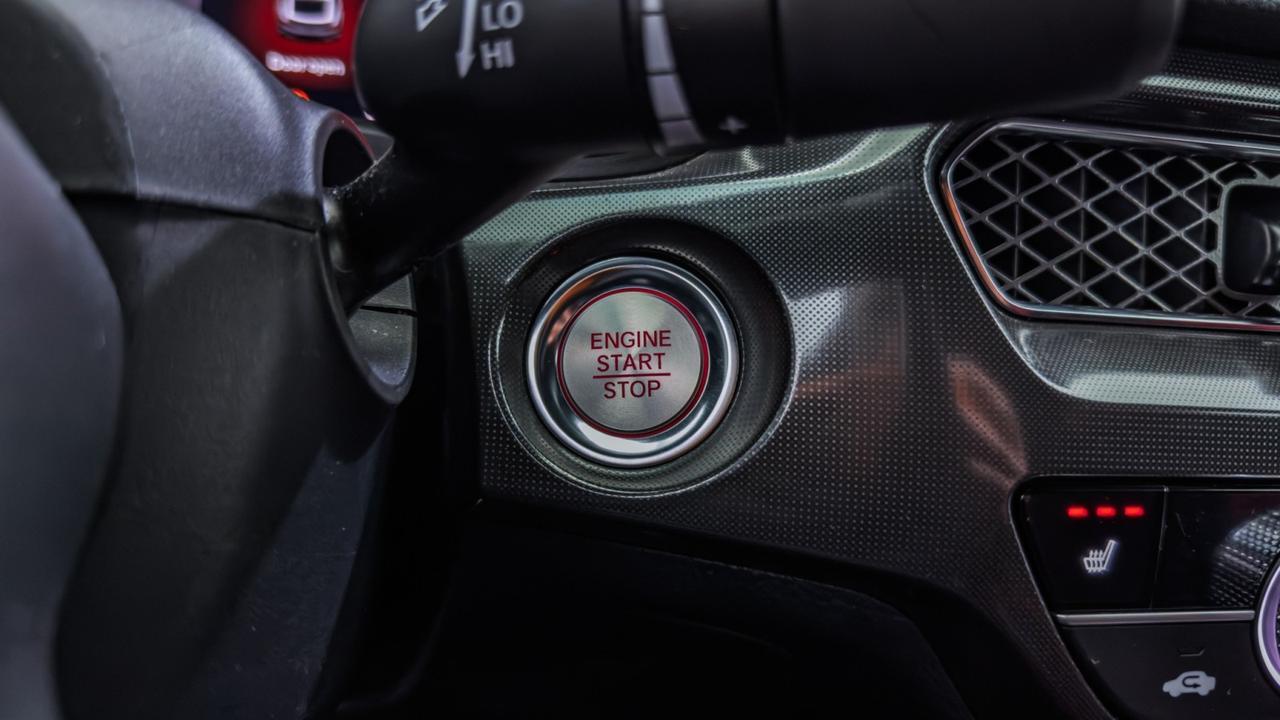 LO
HI
Door open
ENGINE
START
STOP